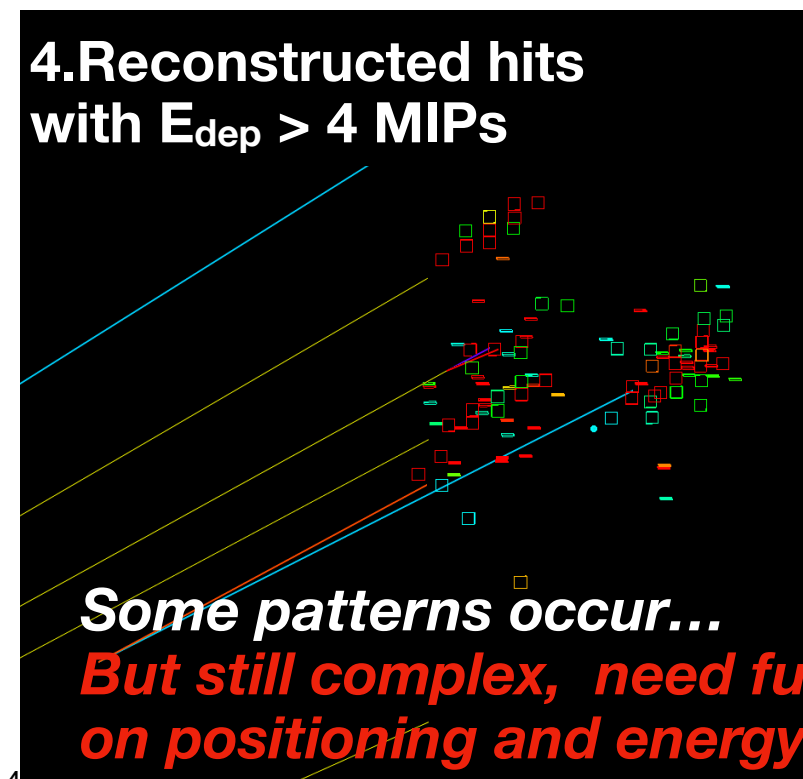 4.Reconstructed hits
with Edep > 4 MIPs
Some patterns occur…
But still complex, need fu
on positioning and energy
4